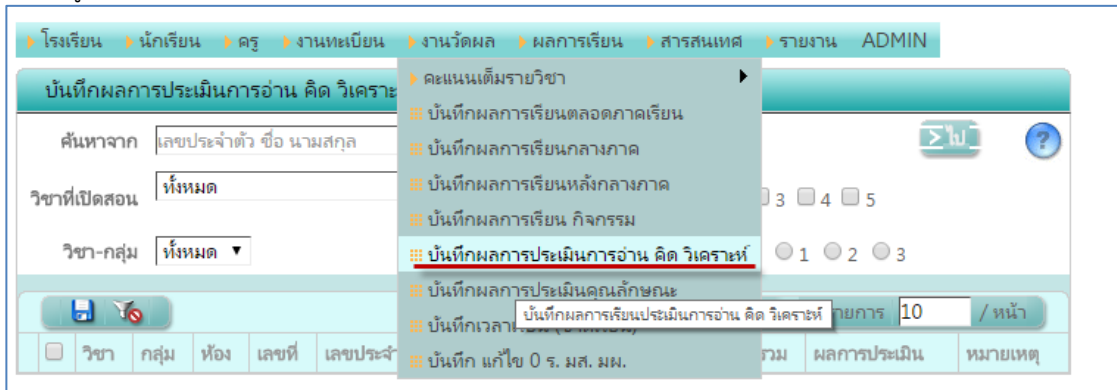 โรงเรียน นักเรียน ครู งานทะเบียน งานวัดผล ผลการเรียน สารสนเทศ รายงาน ADMIN
บันทึกผลการประเมินการอ่าน คิด วิเคราะ
คะแนนเต็มรายวิชา
บันทึกผลการเรียนตลอดภาคเรียน
ค้นหาจาก เลขประจำตัว ชื่อ นามสกุล
บันทึกผลการเรียนกลางภาค
ไป ?
วิชาที่เปิดสอน ทั้งหมด
บันทึกผลการเรียนหลังกลางภาค
3 4 5
บันทึกผลการเรียน กิจกรรม
วิชา-กลุ่ม ทั้งหมด
บันทึกผลการประเมินการอ่าน คิด วิเคราะห์
1 2 3
บันทึกผลการประเมินคุณลักษณะ
บันทึกผลการเรียนประเมินการอ่าน คิด วิเคราะห์
ายการ 10 / หน้า
บันทึกเวลา
วิชา กลุ่ม ห้อง เลขที่ เลขประจำ
บันทึก แก้ไข 0 ร. มส. มผ.
รวม ผลการประเมิน หมายเหตุ